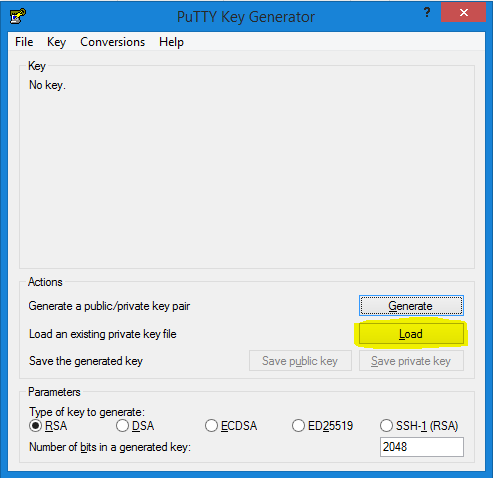 PuTTY Key Generator
?
File Key Conversions Help
Key
No key.
Actions
Generate a public/private key pair Generate
Load an existing private key file Load
Save the generated key Save public key Save private key
Parameters
Type of key to generate:
RSA DSA ECDSA ED25519 SSH-1 (RSA)
Number of bits in a generated key: 2048